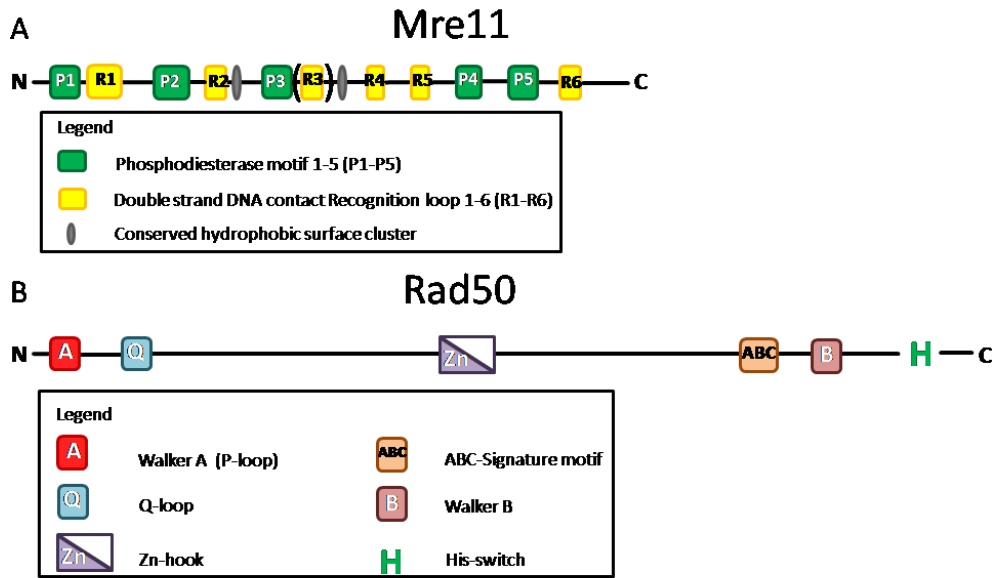 A
Mre11
N P1 R1 P2 R2 P3 (R3) R4 R5 P4 P5 R6 C
Legend
Phosphodiesterase motif 1-5 (P1-P5)
Double strand DNA contact Recognition loop 1-6 (R1-R6)
Conserved hydrophobic surface cluster
B
Rad50
N A Q Zn ABC B H C
Legend
A Walker A (P-loop)
ABC ABC-Signature motif
Q Q-loop
B Walker B
Zn Zn-hook
H His-switch